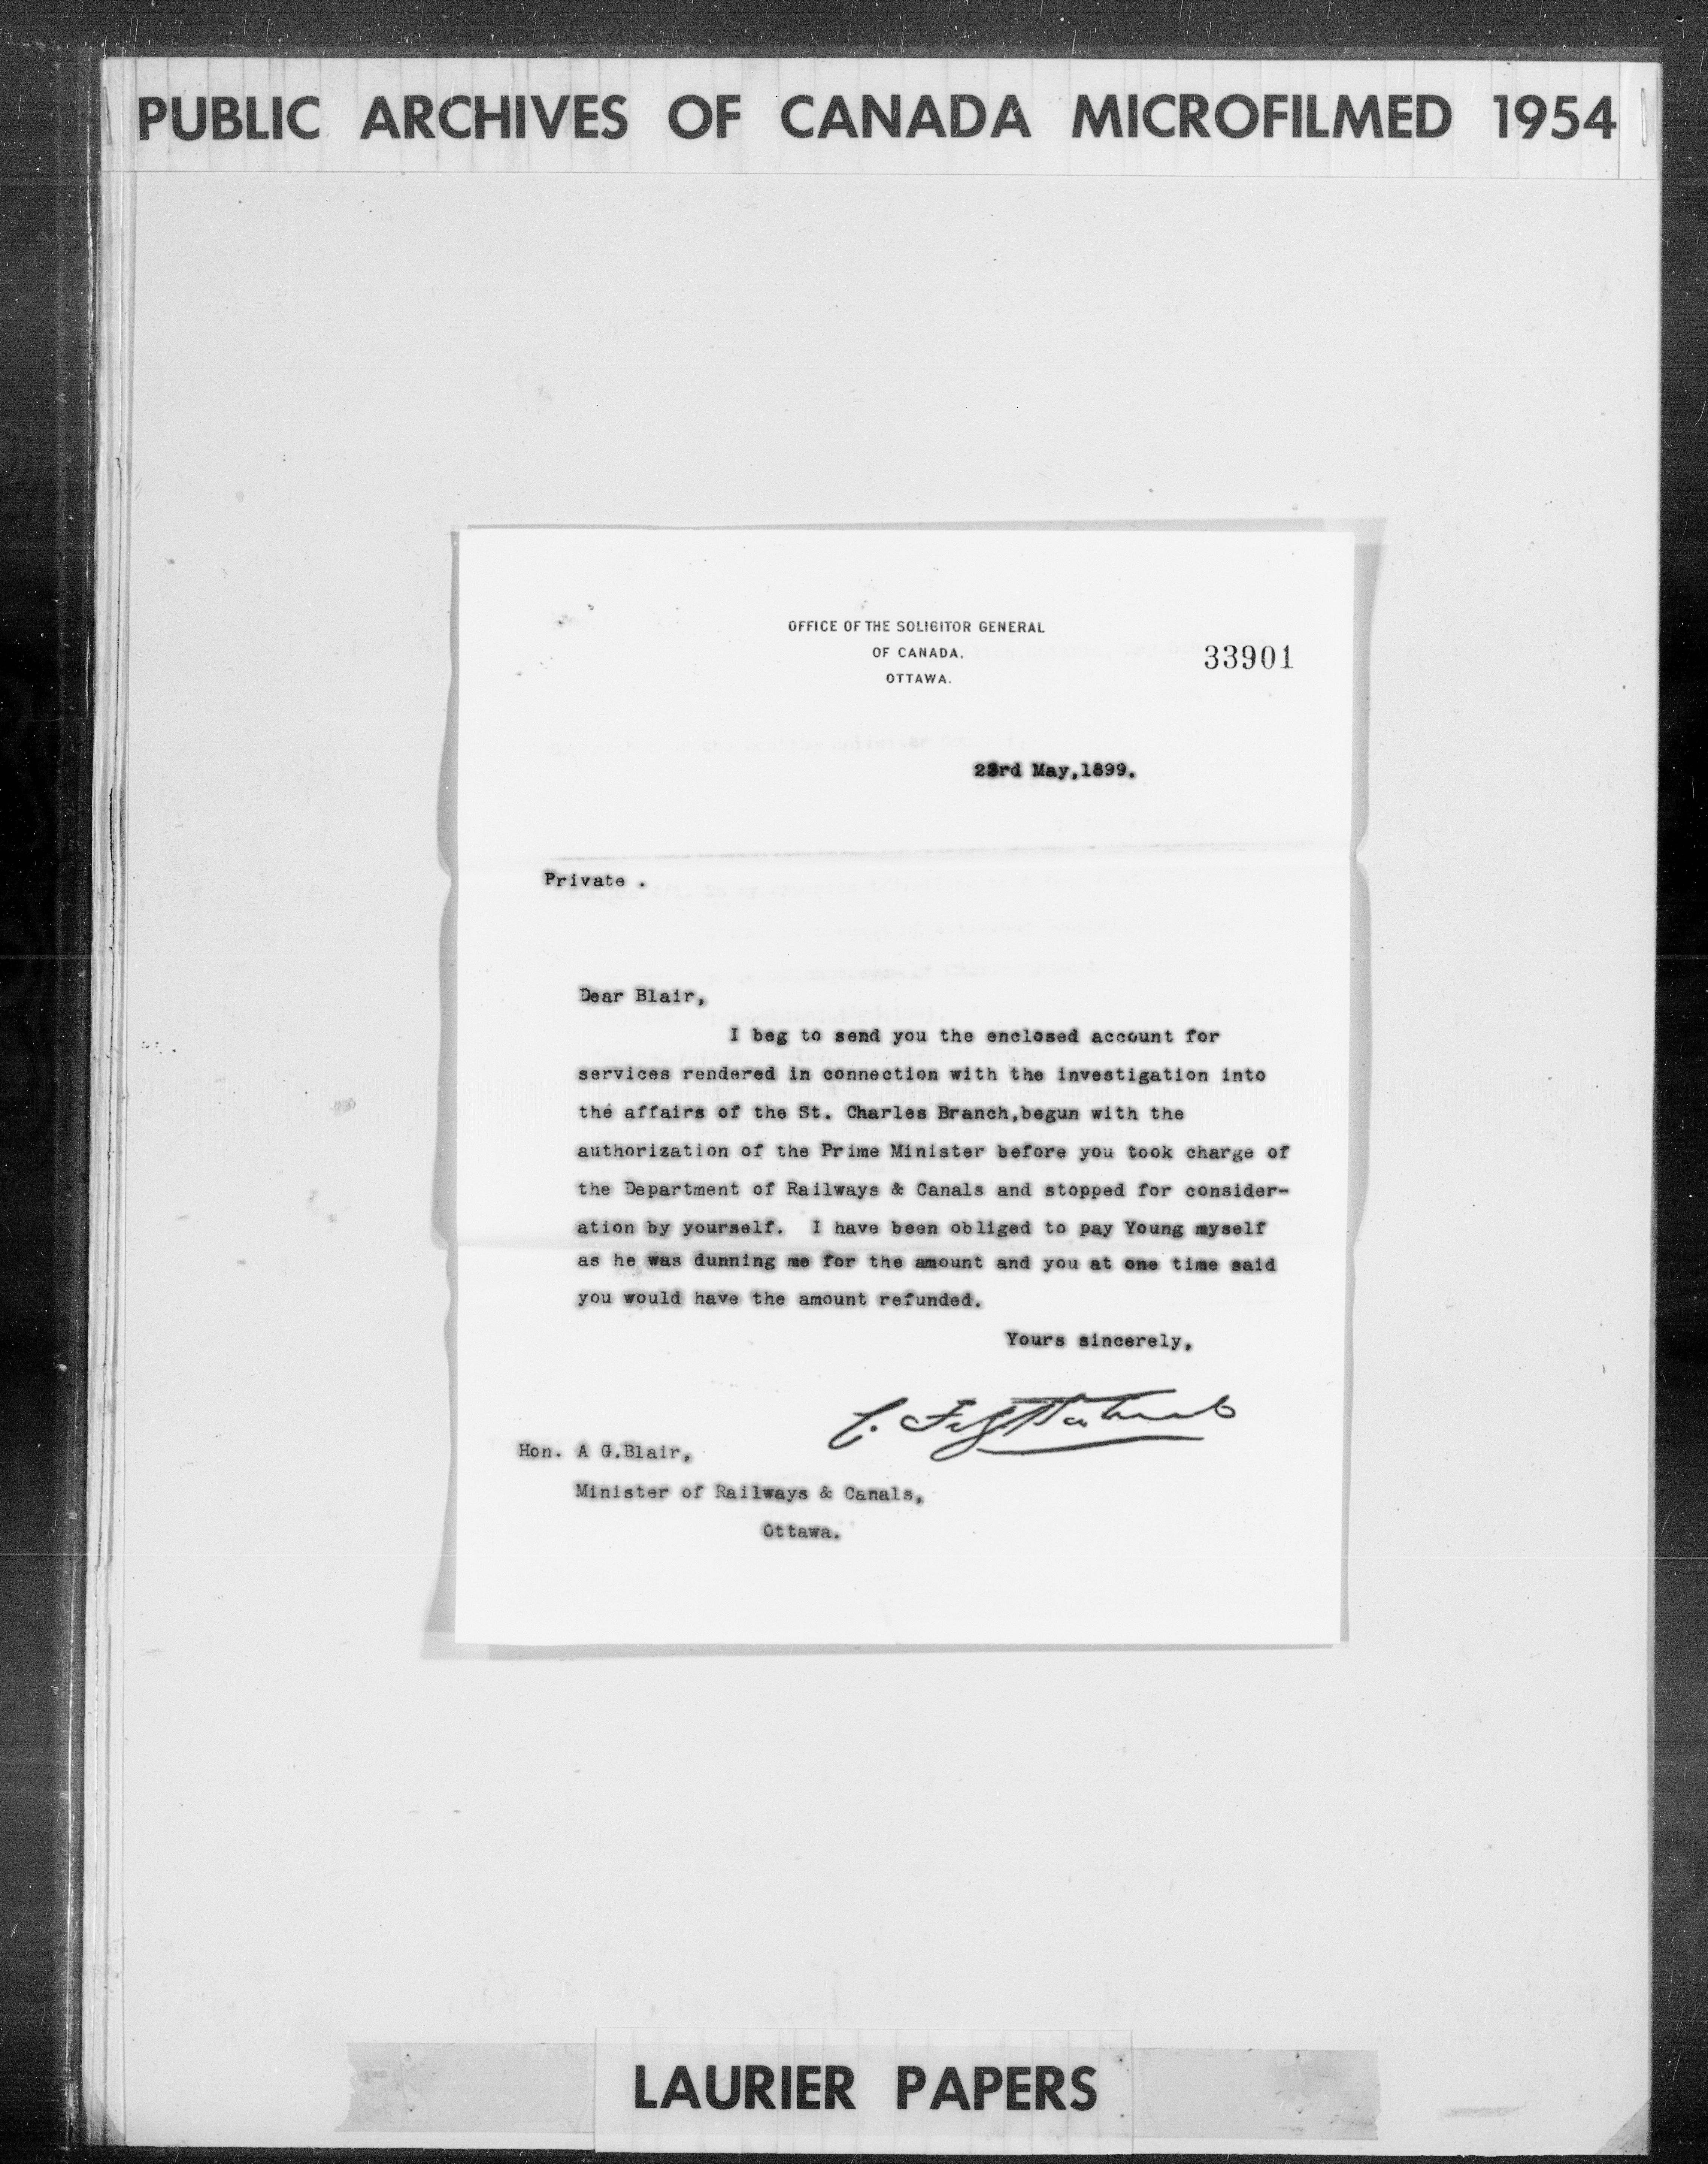 PUBLIC ARCHIVES OF CANADA MICROFILMED 1954
OFFICE OF THE SOLICITOR GENERAL
OF CANADA.
33901
OTTAWA.
23rd May,1899.
Private .
Dear Blair,
I beg to send you the enclosed account for
services rendered in connection with the investigation into
the affairs of the St. Charles Branch,begun with the
authorization of the Prime Minister before you took charge of
the Department of Railways & Canals and stopped for consider-
ation by yourself. I have been obliged to pay Young myself
as he was dunning me for the amount and you at one time said
you would have the amount refunded.
Yours sincerely,
C. Fitzpatrick
Hon. A G.Blair,
Minister of Railways & Canals,
Ottawa.
LAURIER PAPERS